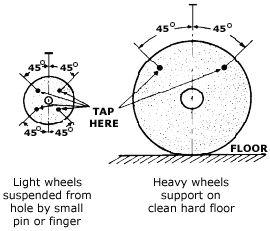 45° 45°
45° 45°
TAP
HERE
45° 45°
FLOOR
Light wheels
suspended from
hole by small
pin or finger
Heavy wheels
support on
clean hard floor